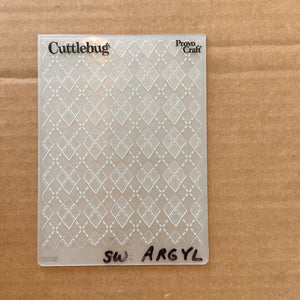 Cuttlebug
Provo
Craft
SW. ARGYL